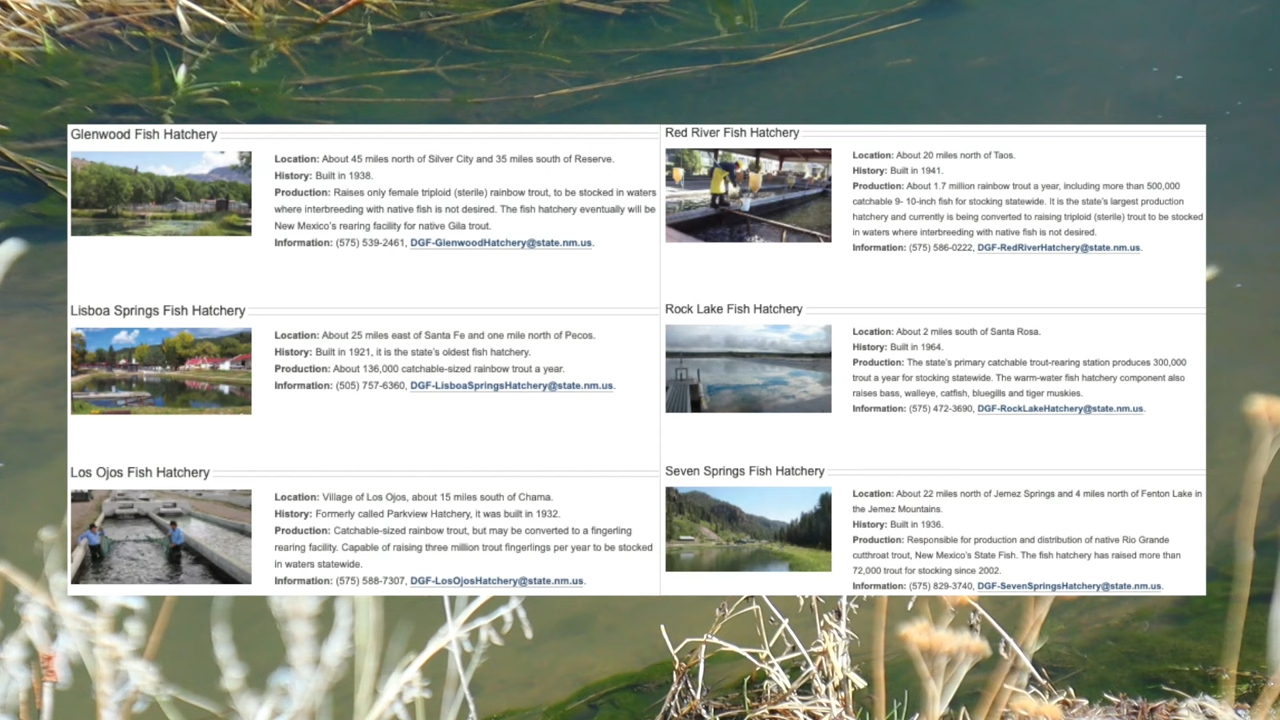 Glenwood Fish Hatchery
Location: About 45 miles north of Silver City and 35 miles south of Reserve.
History: Built in 1938.
Production: Raises only female triploid (sterile) rainbow trout, to be stocked in waters
where interbreeding with native fish is not desired. The fish hatchery eventually will be
New Mexico's rearing facility for native Gila trout.
Information: (575) 539-2461, DGF-GlenwoodHatchery@state.nm.us.
Lisboa Springs Fish Hatchery
Location: About 25 miles east of Santa Fe and one mile north of Pecos.
History: Built in 1921, it is the state's oldest fish hatchery.
Production: About 136,000 catchable-sized rainbow trout a year.
Information: (505) 757-6360, DGF-LisboaSpringsHatchery@state.nm.us.
Los Ojos Fish Hatchery
Location: Village of Los Ojos, about 15 miles south of Chama.
History: Formerly called Parkview Hatchery, it was built in 1932.
Production: Catchable-sized rainbow trout, but may be converted to a fingerling
rearing facility. Capable of raising three million trout fingerlings per year to be stocked
in waters statewide.
Information: (575) 588-7307, DGF-LosOjosHatchery@state.nm.us.
Red River Fish Hatchery
Location: About 20 miles north of Taos.
History: Built in 1941.
Production: About 1.7 million rainbow trout a year, including more than 500,000
catchable 9- 10-inch fish for stocking statewide. It is the state's largest production
hatchery and currently is being converted to raising triploid (sterile) trout to be stocked
in waters where interbreeding with native fish is not desired.
Information: (575) 586-0222, DGF-RedRiverHatchery@state.nm.us.
Rock Lake Fish Hatchery
Location: About 2 miles south of Santa Rosa.
History: Built in 1964.
Production: The state's primary catchable trout-rearing station produces 300,000
trout a year for stocking statewide. The warm-water fish hatchery component also
raises bass, walleye, catfish, bluegills and tiger muskies.
Information: (575) 472-3690, DGF-RockLakeHatchery@state.nm.us.
Seven Springs Fish Hatchery
Location: About 22 miles north of Jemez Springs and 4 miles north of Fenton Lake in
the Jemez Mountains.
History: Built in 1936.
Production: Responsible for production and distribution of native Rio Grande
cutthroat trout, New Mexico's State Fish. The fish hatchery has raised more than
72,000 trout for stocking since 2002.
Information: (575) 829-3740, DGF-SevenSpringsHatchery@state.nm.us.